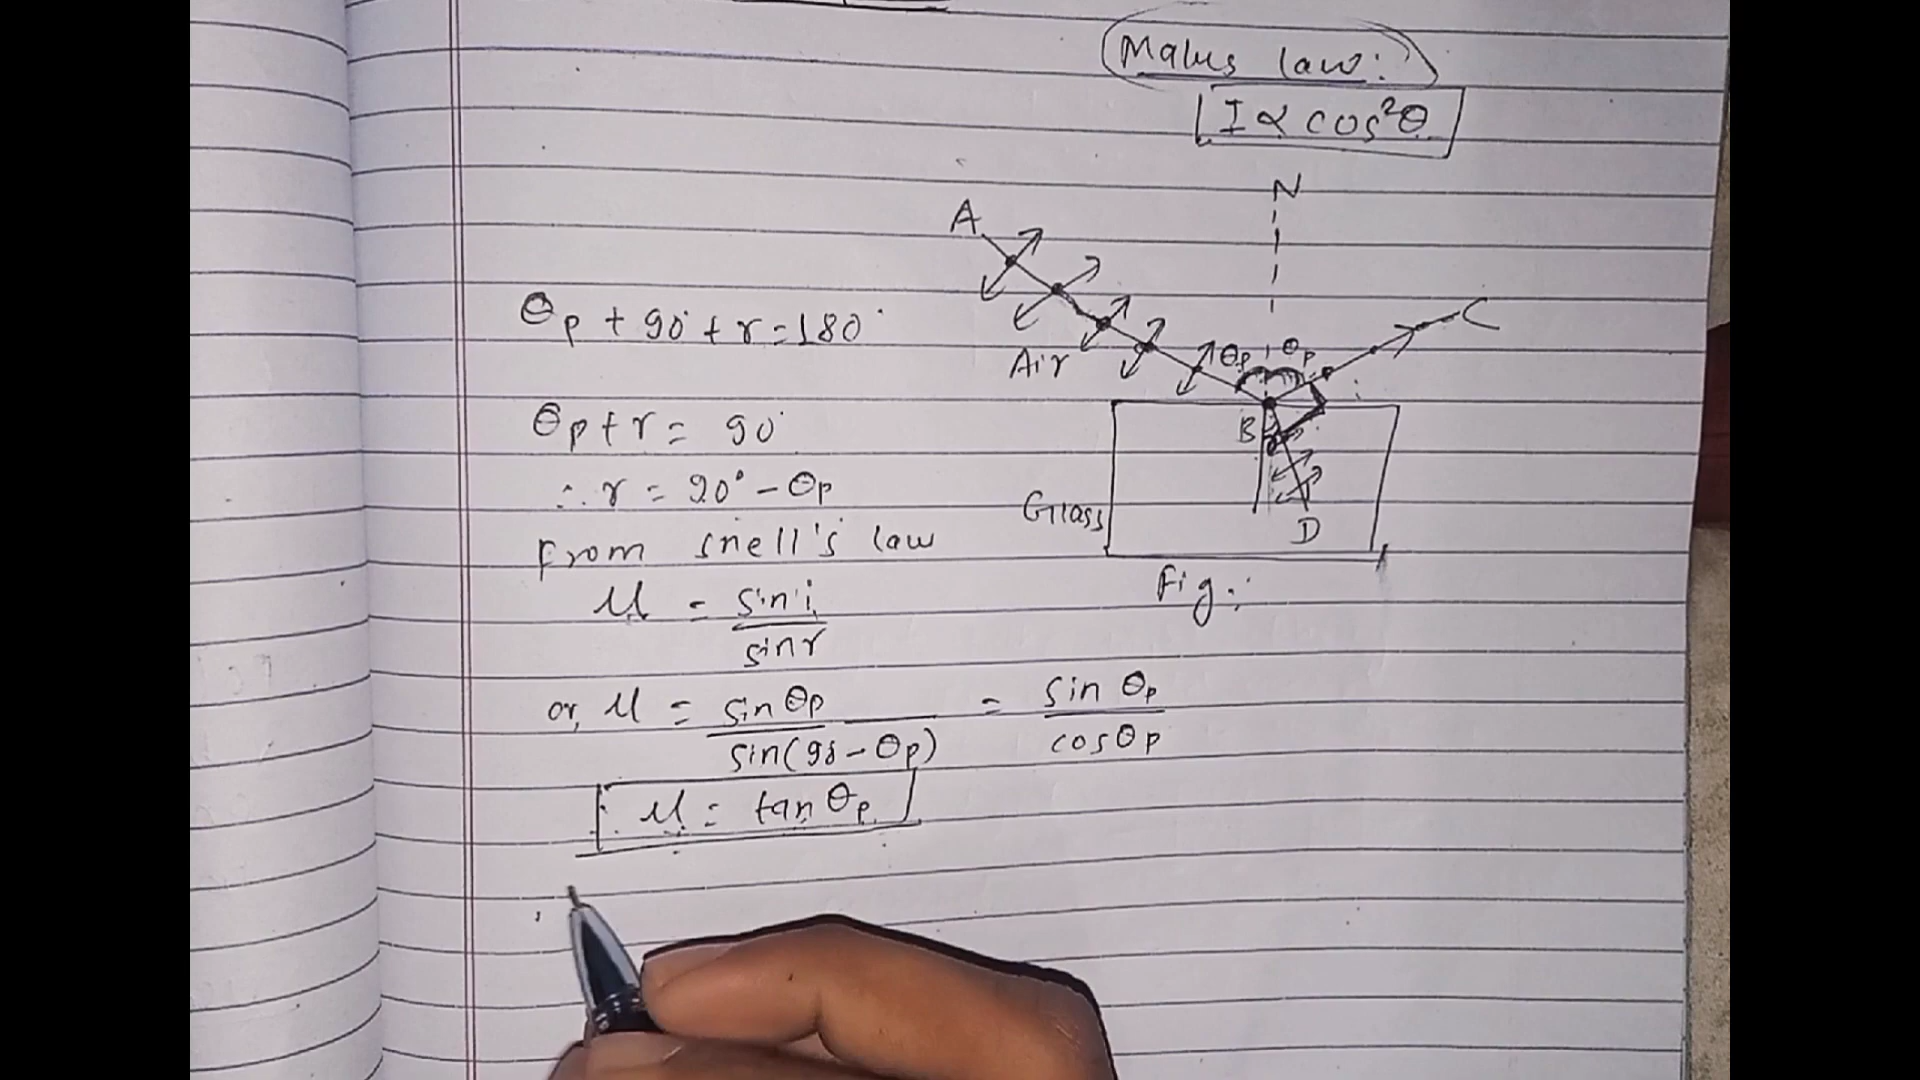 Malus law:
I ∝ cos²θ
N
A
C
θp + 90° + r = 180°
θp θp
Air
θp + r = 90°
B
∴ r = 90° - θp
Glass
D
From snell's law
Fig:
μ = sin i / sin r
or, μ = sin θp / sin(90 - θp) = sin θp / cos θp
μ = tan θp